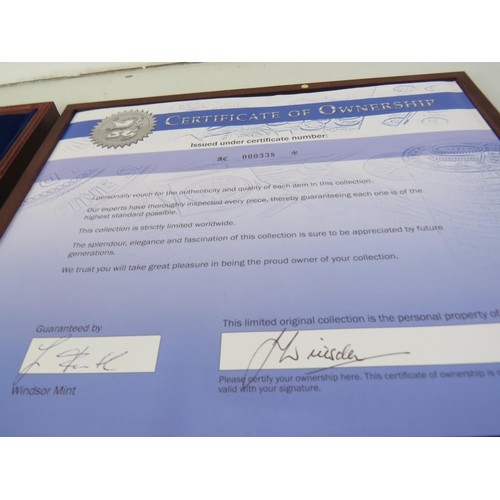 CERTIFICATE OF OWNERSHIP
Issued under certificate number:
000338 *
I personally vouch for the authenticity and quality of each item in this collection.
Our experts have thoroughly inspected every price, thereby guaranteeing each one is of the
highest standard possible.
This collection is strictly limited worldwide.
The splendour, elegance and fascination of this collection is sure to be appreciated by future
generations.
We trust you will take great pleasure in being the proud owner of your collection.
Guaranteed by
Windsor Mint
This limited original collection is the personal property of
Please certify your ownership here. This certificate of ownership is
valid with your signature.